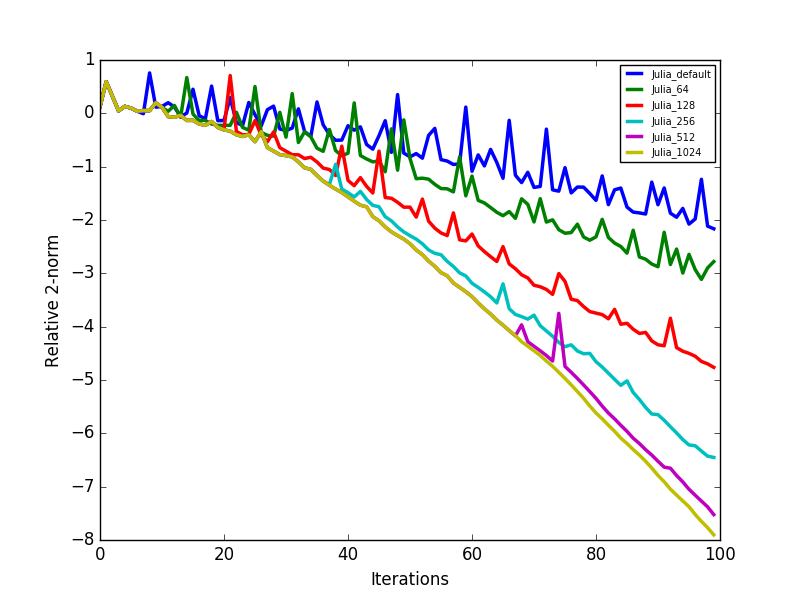 1
0
−1
−2
−3
−4
−5
−6
−7
−8
Relative 2-norm
Julia_default
Julia_64
Julia_128
Julia_256
Julia_512
Julia_1024
0 20 40 60 80 100
Iterations